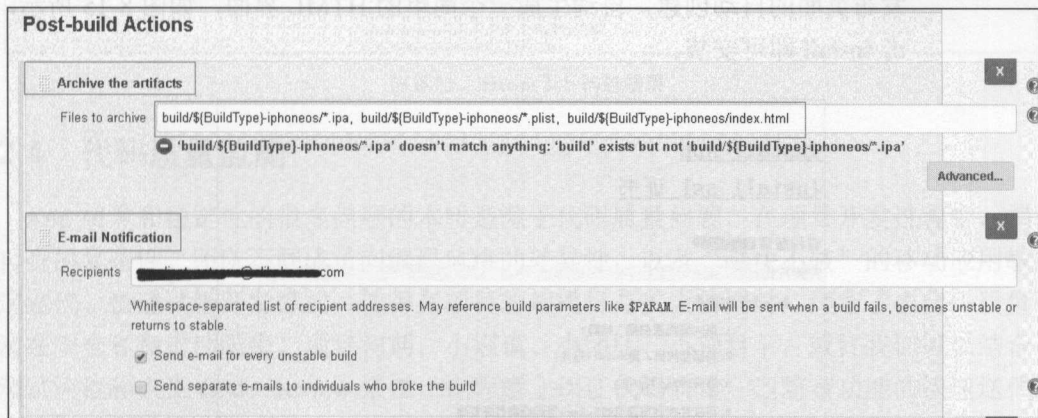 Post-build Actions
Archive the artifacts
X
Files to archive build/${BuildType}-iphoneos/*.ipa, build/${BuildType}-iphoneos/*.plist, build/${BuildType}-iphoneos/index.html
'build/${BuildType}-iphoneos/*.ipa' doesn't match anything: 'build' exists but not 'build/${BuildType}-iphoneos/*.ipa'
Advanced...
E-mail Notification
X
Recipients com
Whitespace-separated list of recipient addresses. May reference build parameters like $PARAM. E-mail will be sent when a build fails, becomes unstable or
returns to stable.
Send e-mail for every unstable build
Send separate e-mails to individuals who broke the build